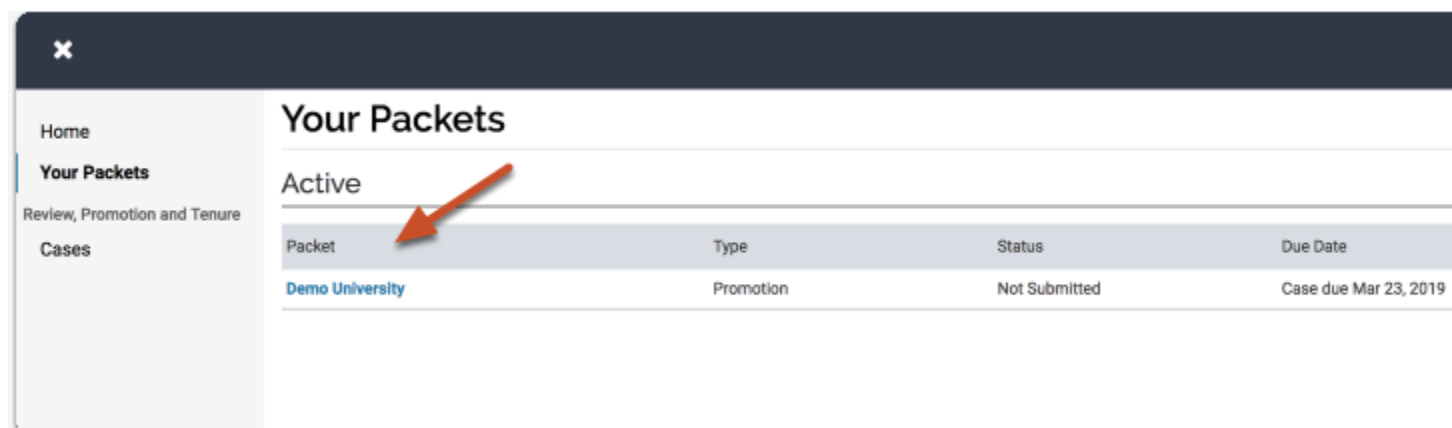 Home
Your Packets
Review, Promotion and Tenure
Cases
Your Packets
Active
Packet Type Status Due Date
Demo University Promotion Not Submitted Case due Mar 23, 2019